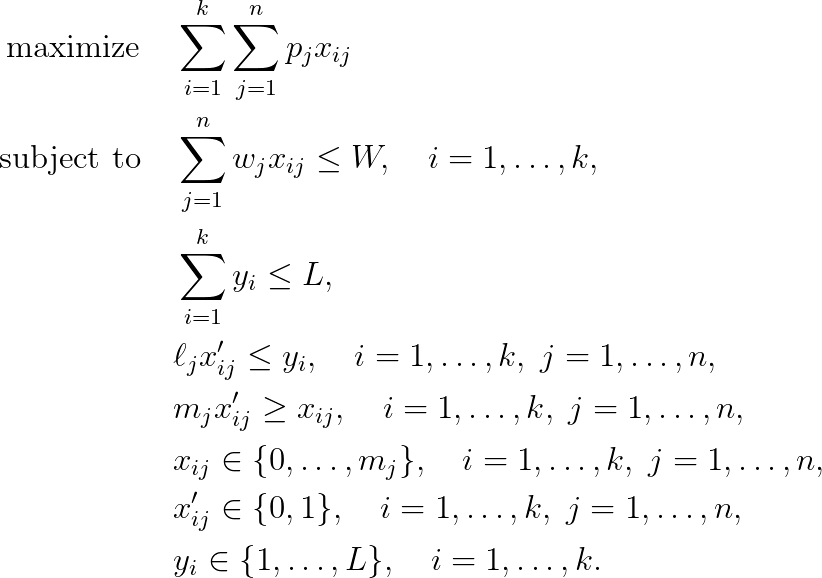 maximize $\sum_{i=1}^{k} \sum_{j=1}^{n} p_j x_{ij}$
subject to $\sum_{j=1}^{n} w_j x_{ij} \leq W, \quad i = 1, \ldots, k,$
$\sum_{i=1}^{k} y_i \leq L,$
$\ell_j x'_{ij} \leq y_i, \quad i = 1, \ldots, k, \; j = 1, \ldots, n,$
$m_j x'_{ij} \geq x_{ij}, \quad i = 1, \ldots, k, \; j = 1, \ldots, n,$
$x_{ij} \in \{0, \ldots, m_j\}, \quad i = 1, \ldots, k, \; j = 1, \ldots, n,$
$x'_{ij} \in \{0, 1\}, \quad i = 1, \ldots, k, \; j = 1, \ldots, n,$
$y_i \in \{1, \ldots, L\}, \quad i = 1, \ldots, k.$